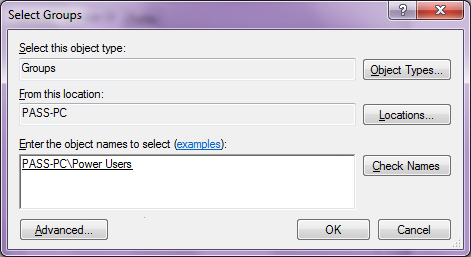 Select Groups
Select this object type:
Groups
Object Types...
From this location:
PASS-PC
Locations...
Enter the object names to select (examples):
PASS-PC\Power Users
Check Names
Advanced...
OK
Cancel